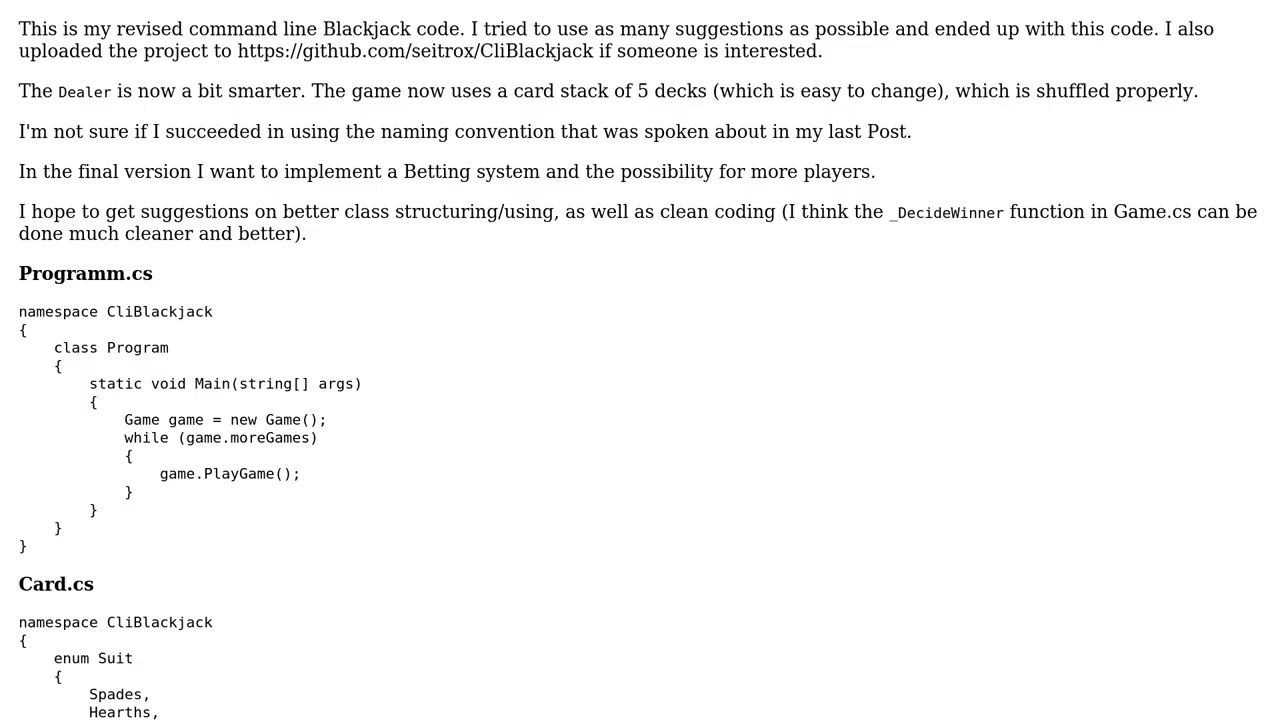 This is my revised command line Blackjack code. I tried to use as many suggestions as possible and ended up with this code. I also
uploaded the project to https://github.com/seitrox/CliBlackjack if someone is interested.
The Dealer is now a bit smarter. The game now uses a card stack of 5 decks (which is easy to change), which is shuffled properly.
I'm not sure if I succeeded in using the naming convention that was spoken about in my last Post.
In the final version I want to implement a Betting system and the possibility for more players.
I hope to get suggestions on better class structuring/using, as well as clean coding (I think the _DecideWinner function in Game.cs can be
done much cleaner and better).
Programm.cs
namespace CliBlackjack
{
    class Program
    {
        static void Main(string[] args)
        {
            Game game = new Game();
            while (game.moreGames)
            {
                game.PlayGame();
            }
        }
    }
}
Card.cs
namespace CliBlackjack
{
    enum Suit
    {
        Spades,
        Hearths,